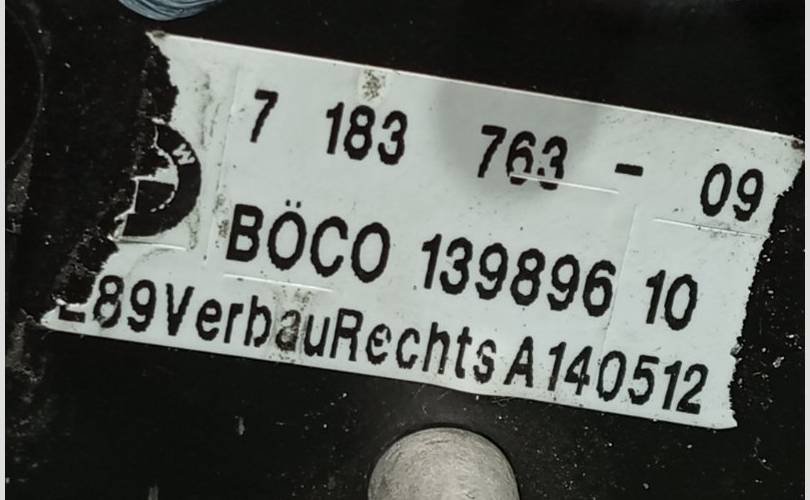 7 183 763 - 09
BÖCO 139896 10
E89VerbauRechts A140512